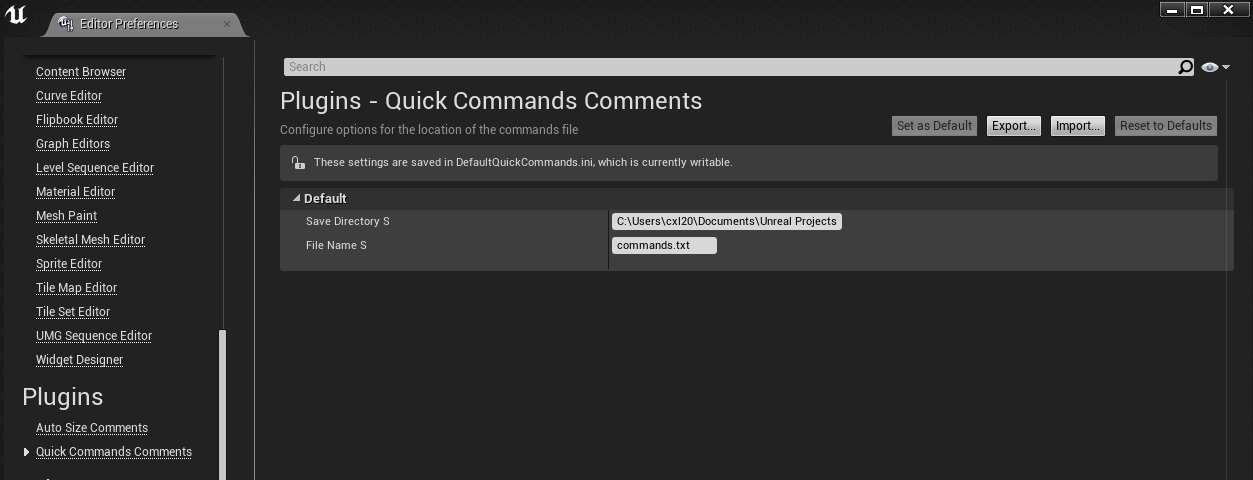 Editor Preferences
Content Browser
Curve Editor
Flipbook Editor
Graph Editors
Level Sequence Editor
Material Editor
Mesh Paint
Skeletal Mesh Editor
Sprite Editor
Tile Map Editor
Tile Set Editor
UMG Sequence Editor
Widget Designer
Plugins
Auto Size Comments
Quick Commands Comments
Search
Plugins - Quick Commands Comments
Configure options for the location of the commands file
Set as Default Export... Import... Reset to Defaults
These settings are saved in DefaultQuickCommands.ini, which is currently writable.
Default
Save Directory S C:\Users\cxl20\Documents\Unreal Projects
File Name S commands.txt